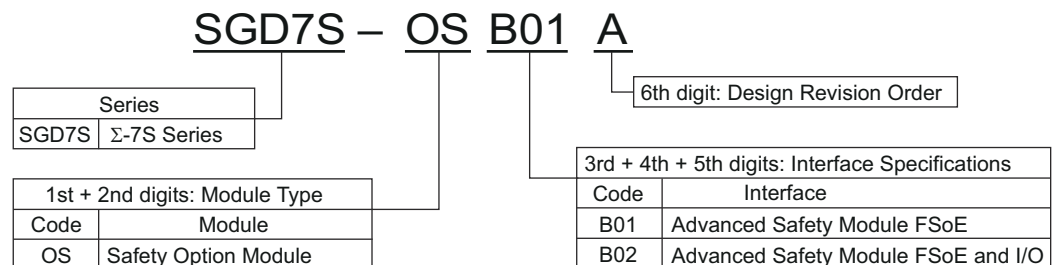 SGD7S – OS B01 A
6th digit: Design Revision Order
Series
SGD7S Σ-7S Series
3rd + 4th + 5th digits: Interface Specifications
Code Interface
B01 Advanced Safety Module FSoE
B02 Advanced Safety Module FSoE and I/O
1st + 2nd digits: Module Type
Code Module
OS Safety Option Module